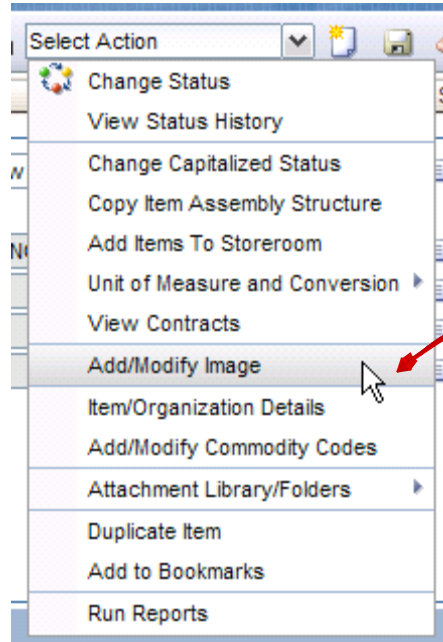 Select Action
Change Status
View Status History
Change Capitalized Status
Copy Item Assembly Structure
Add Items To Storeroom
Unit of Measure and Conversion
View Contracts
Add/Modify Image
Item/Organization Details
Add/Modify Commodity Codes
Attachment Library/Folders
Duplicate Item
Add to Bookmarks
Run Reports